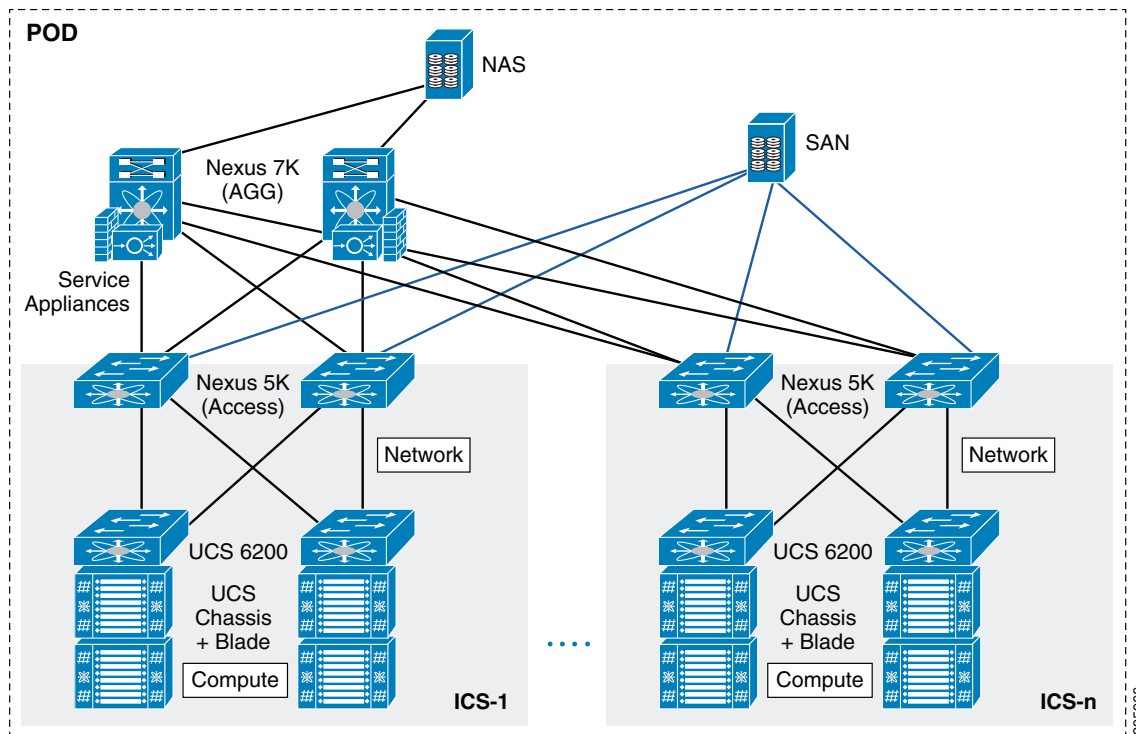 POD
NAS
SAN
Nexus 7K
(AGG)
Service
Appliances
Nexus 5K
(Access)
Nexus 5K
(Access)
Network
Network
UCS 6200
UCS 6200
UCS
Chassis
+ Blade
UCS
Chassis
+ Blade
Compute
Compute
ICS-1
ICS-n